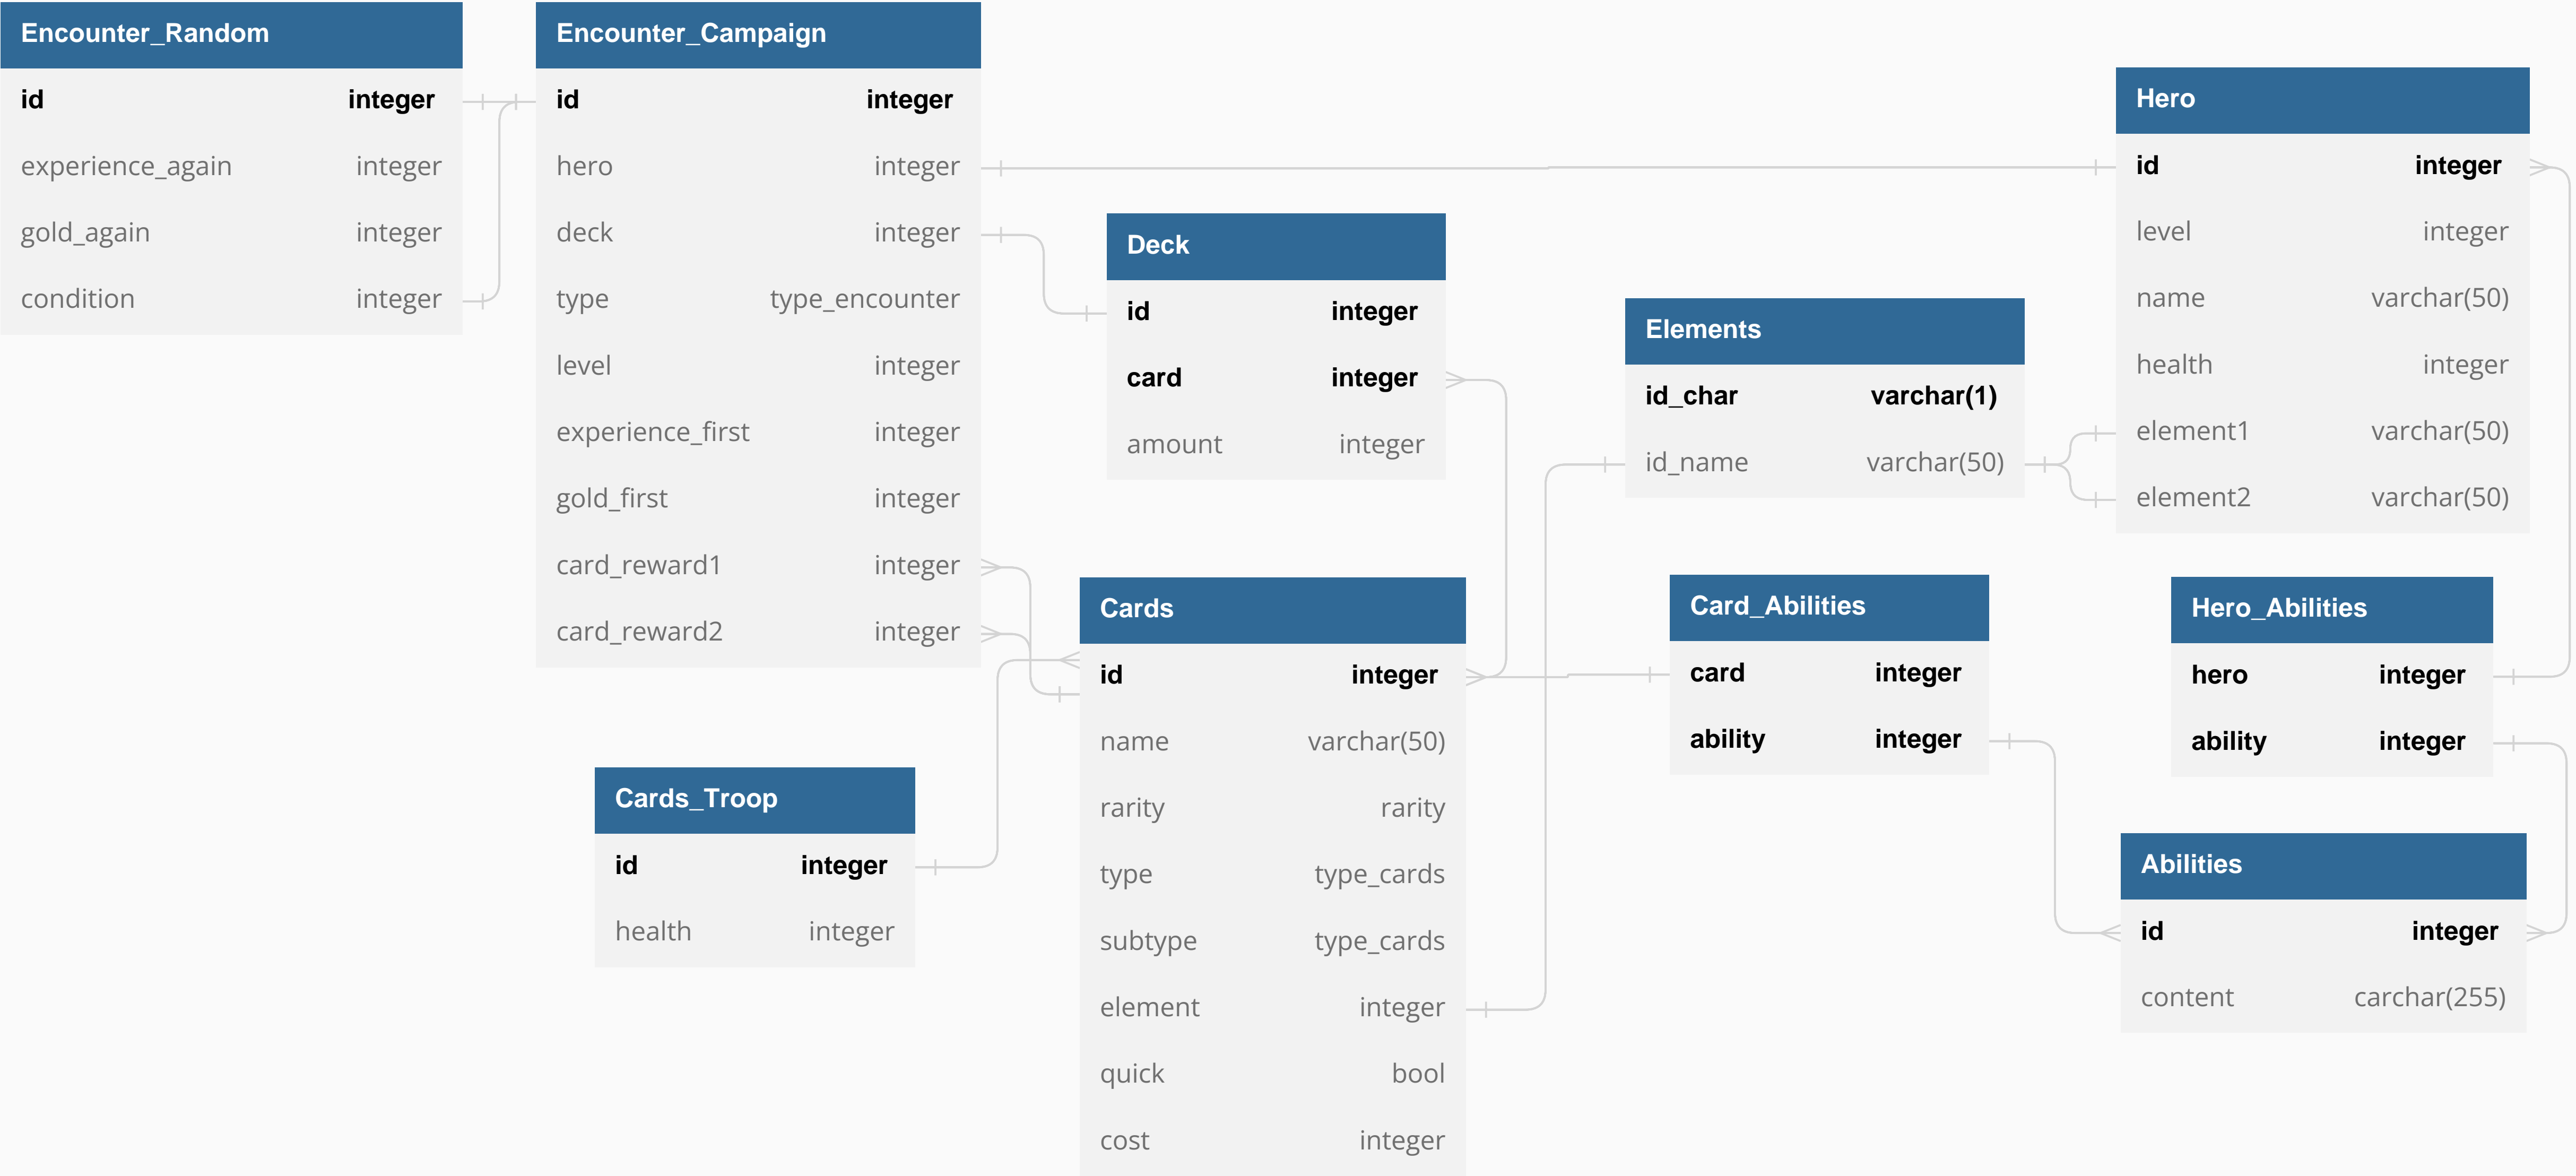 Encounter_Random
id integer
experience_again integer
gold_again integer
condition integer
Encounter_Campaign
id integer
hero integer
deck integer
type type_encounter
level integer
experience_first integer
gold_first integer
card_reward1 integer
card_reward2 integer
Deck
id integer
card integer
amount integer
Cards_Troop
id integer
health integer
Cards
id integer
name varchar(50)
rarity rarity
type type_cards
subtype type_cards
element integer
quick bool
cost integer
Elements
id_char varchar(1)
id_name varchar(50)
Card_Abilities
card integer
ability integer
Hero
id integer
level integer
name varchar(50)
health integer
element1 varchar(50)
element2 varchar(50)
Hero_Abilities
hero integer
ability integer
Abilities
id integer
content carchar(255)